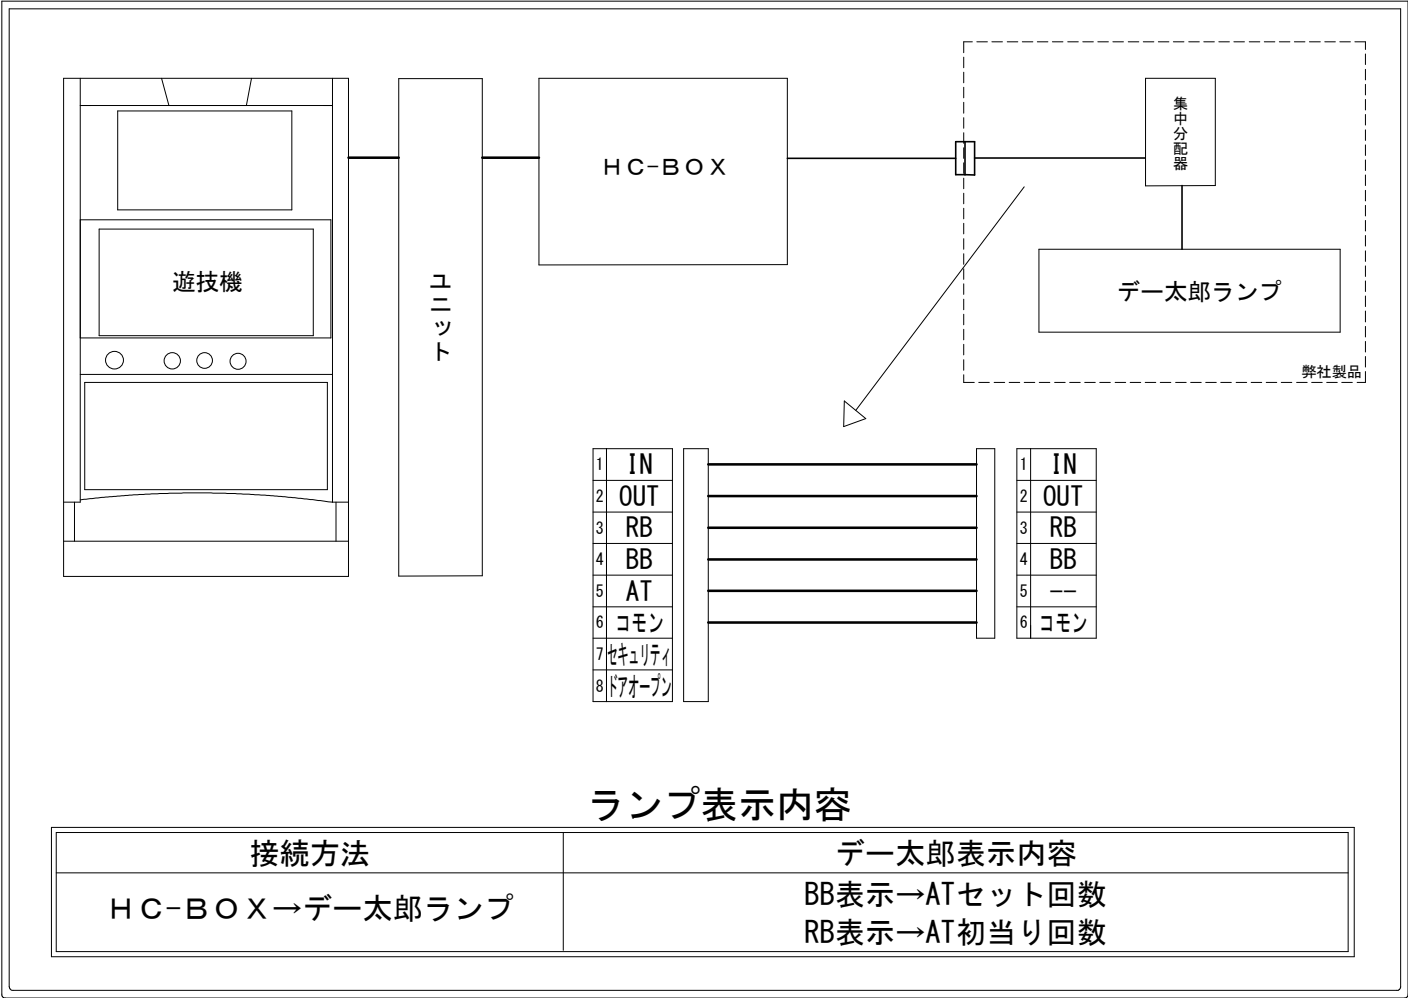 遊技機
ユニット
ＨＣ−ＢＯＸ
集中分配器
デー太郎ランプ
弊社製品
1 IN
2 OUT
3 RB
4 BB
5 AT
6 コモン
7 セキュリティ
8 ドアオープン
1 IN
2 OUT
3 RB
4 BB
5 −−
6 コモン
ランプ表示内容
接続方法 デー太郎表示内容
ＨＣ−ＢＯＸ→デー太郎ランプ
BB表示→ATセット回数
RB表示→AT初当り回数